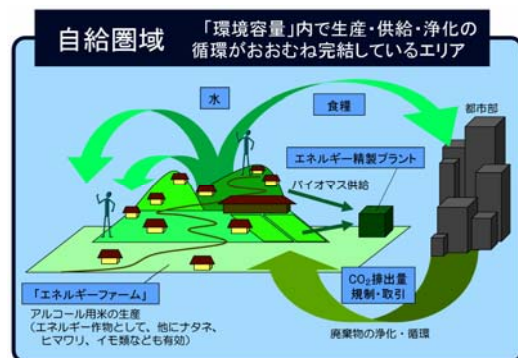 自給圏域
「環境容量」内で生産・供給・浄化の
循環がおおむね完結しているエリア
水
食糧
都市部
エネルギー精製プラント
バイオマス供給
CO₂排出量
規制・取引
「エネルギーファーム」
アルコール用米の生産
(エネルギー作物として、他にナタネ、
ヒマワリ、イモ類なども有効)
廃棄物の浄化・循環